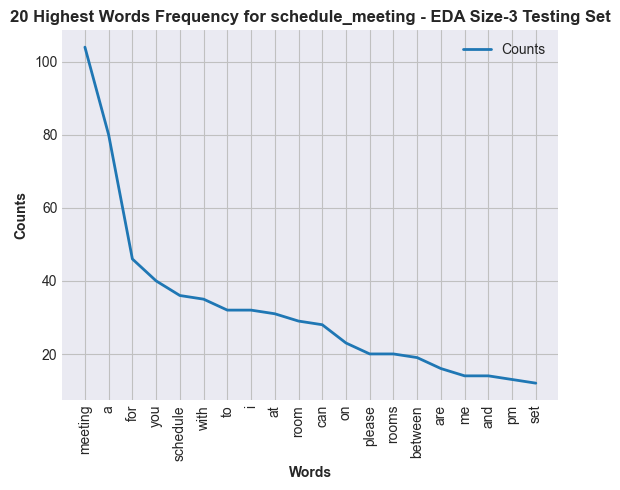 20 Highest Words Frequency for schedule_meeting - EDA Size-3 Testing Set
Counts
100
80
60
40
20
Counts
meeting
a
for
you
schedule
with
to
i
at
room
can
on
please
rooms
between
are
me
and
pm
set
Words